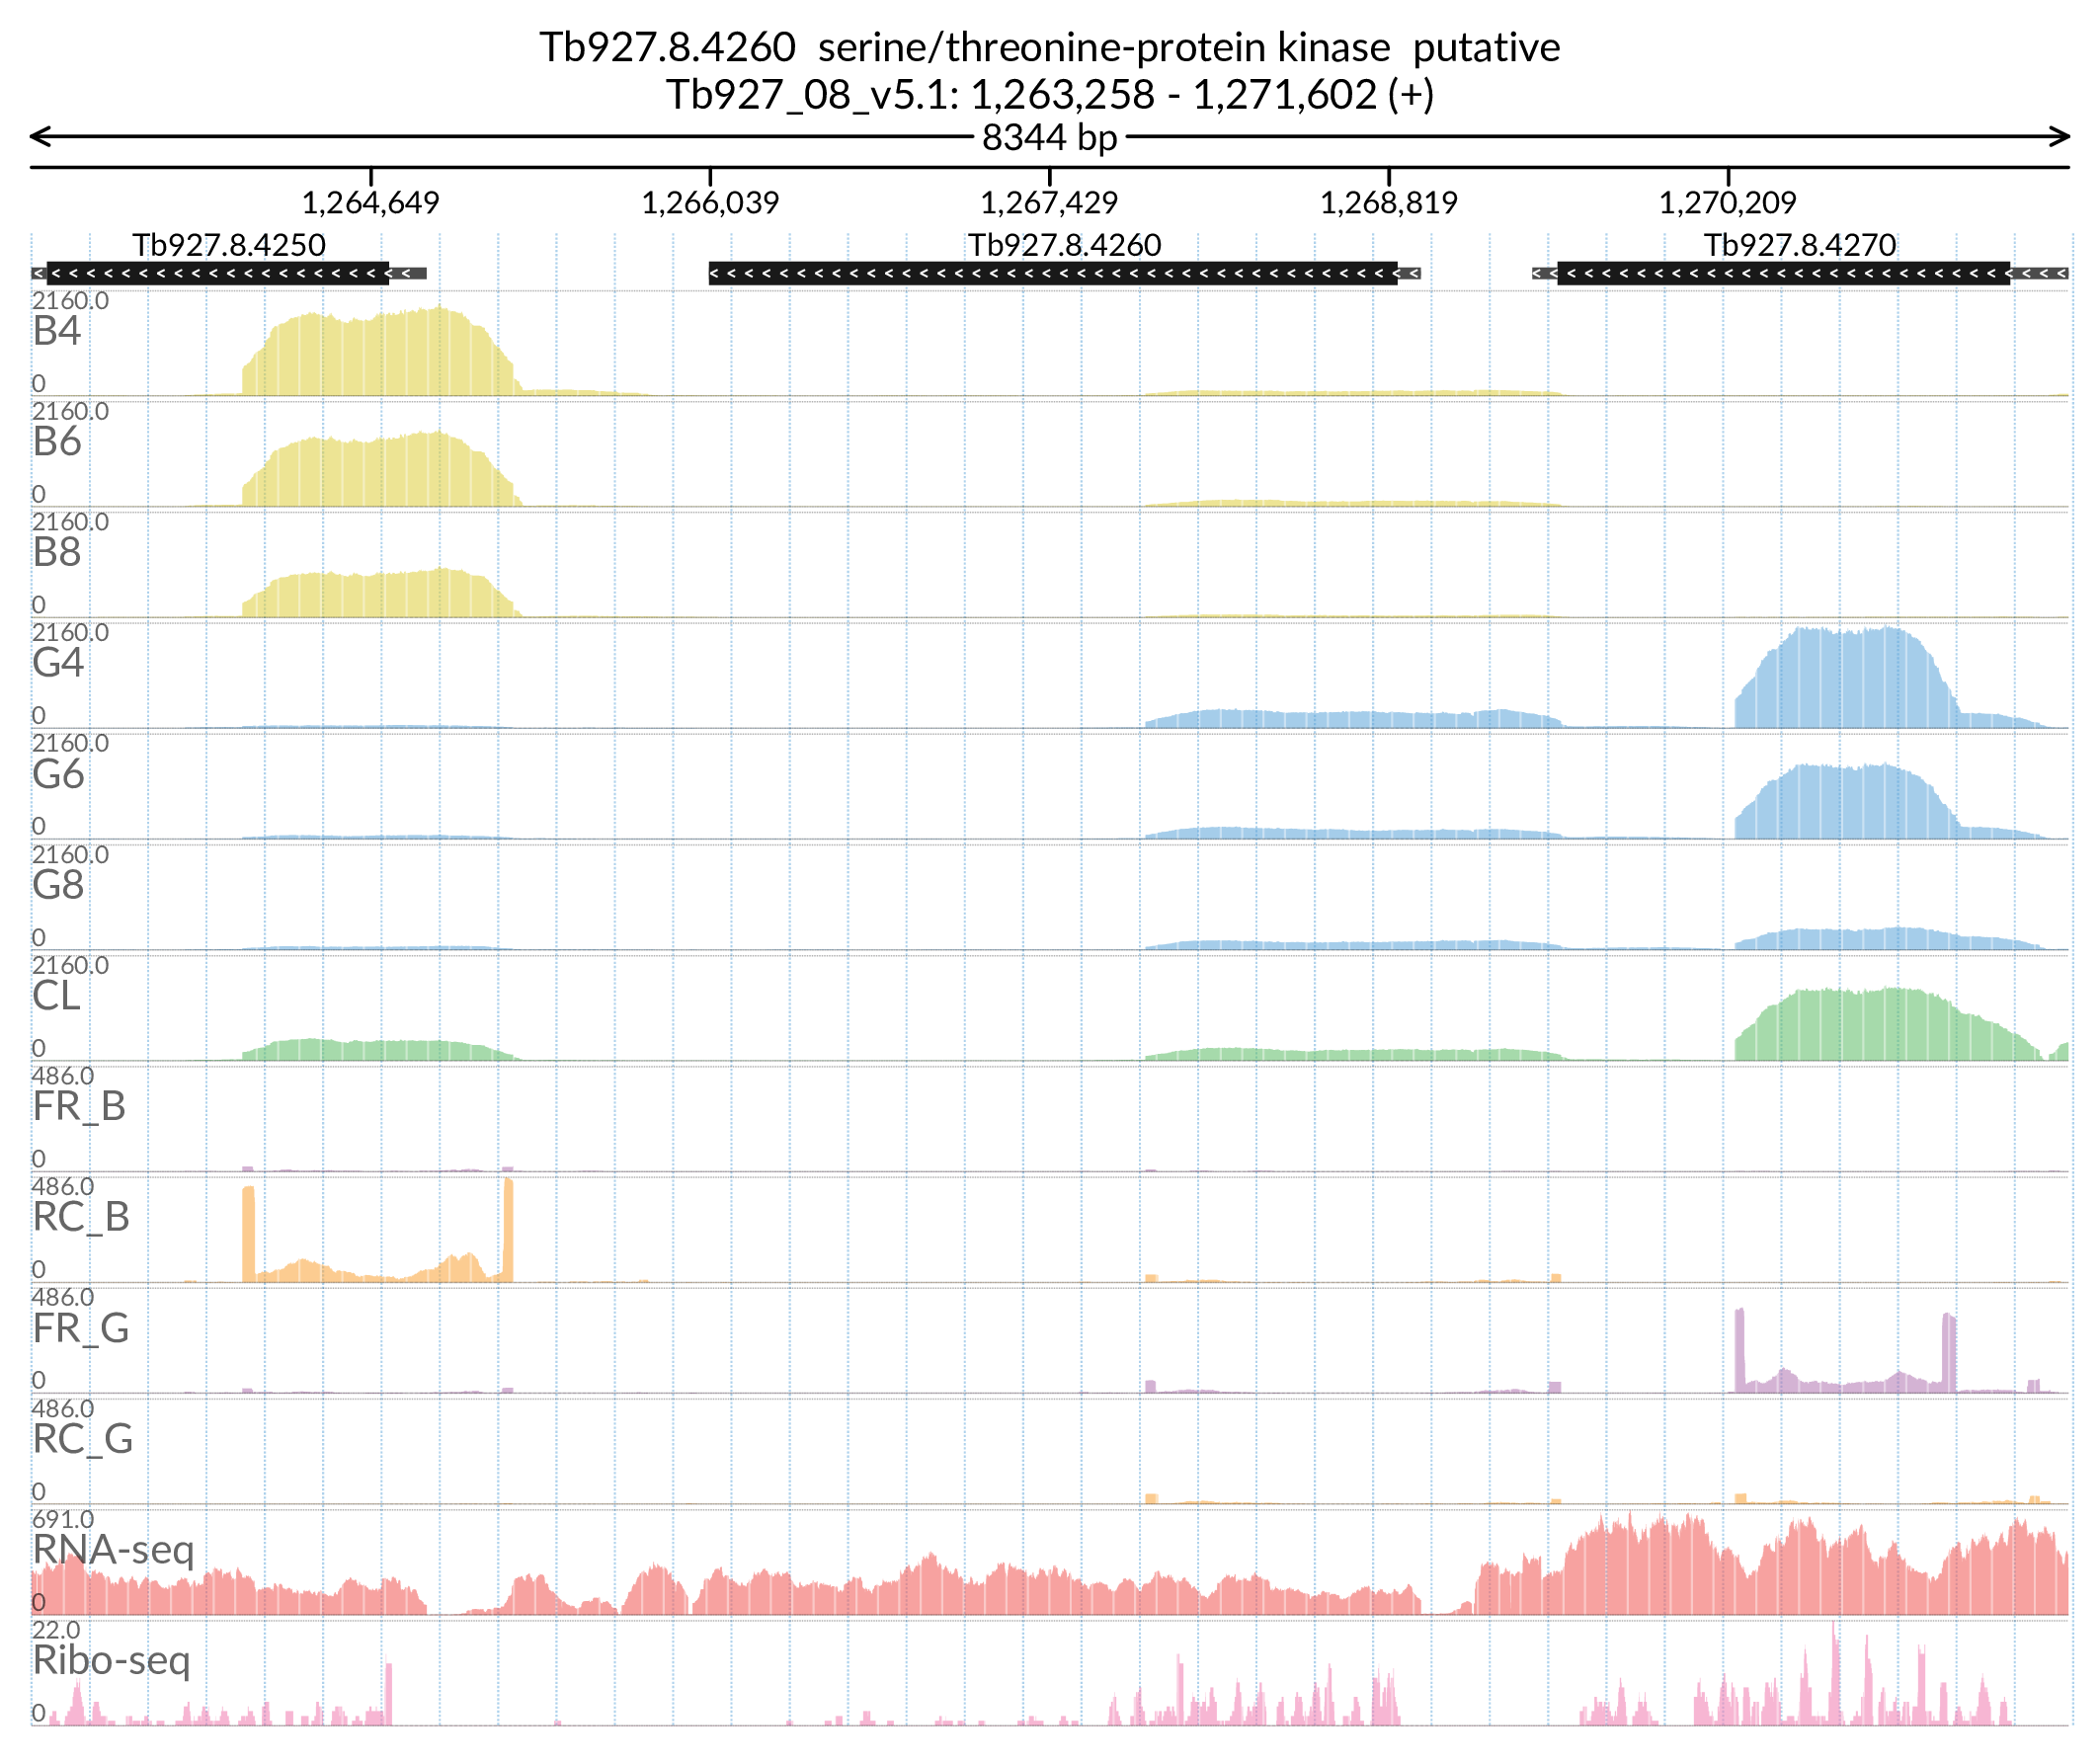 Tb927.8.4260  serine/threonine-protein kinase  putative
Tb927_08_v5.1: 1,263,258 - 1,271,602 (+)
8344 bp
1,264,649 1,266,039 1,267,429 1,268,819 1,270,209
Tb927.8.4250 Tb927.8.4260 Tb927.8.4270
2160.0
B4
0
2160.0
B6
0
2160.0
B8
0
2160.0
G4
0
2160.0
G6
0
2160.0
G8
0
2160.0
CL
0
486.0
FR_B
0
486.0
RC_B
0
486.0
FR_G
0
486.0
RC_G
0
691.0
RNA-seq
0
22.0
Ribo-seq
0